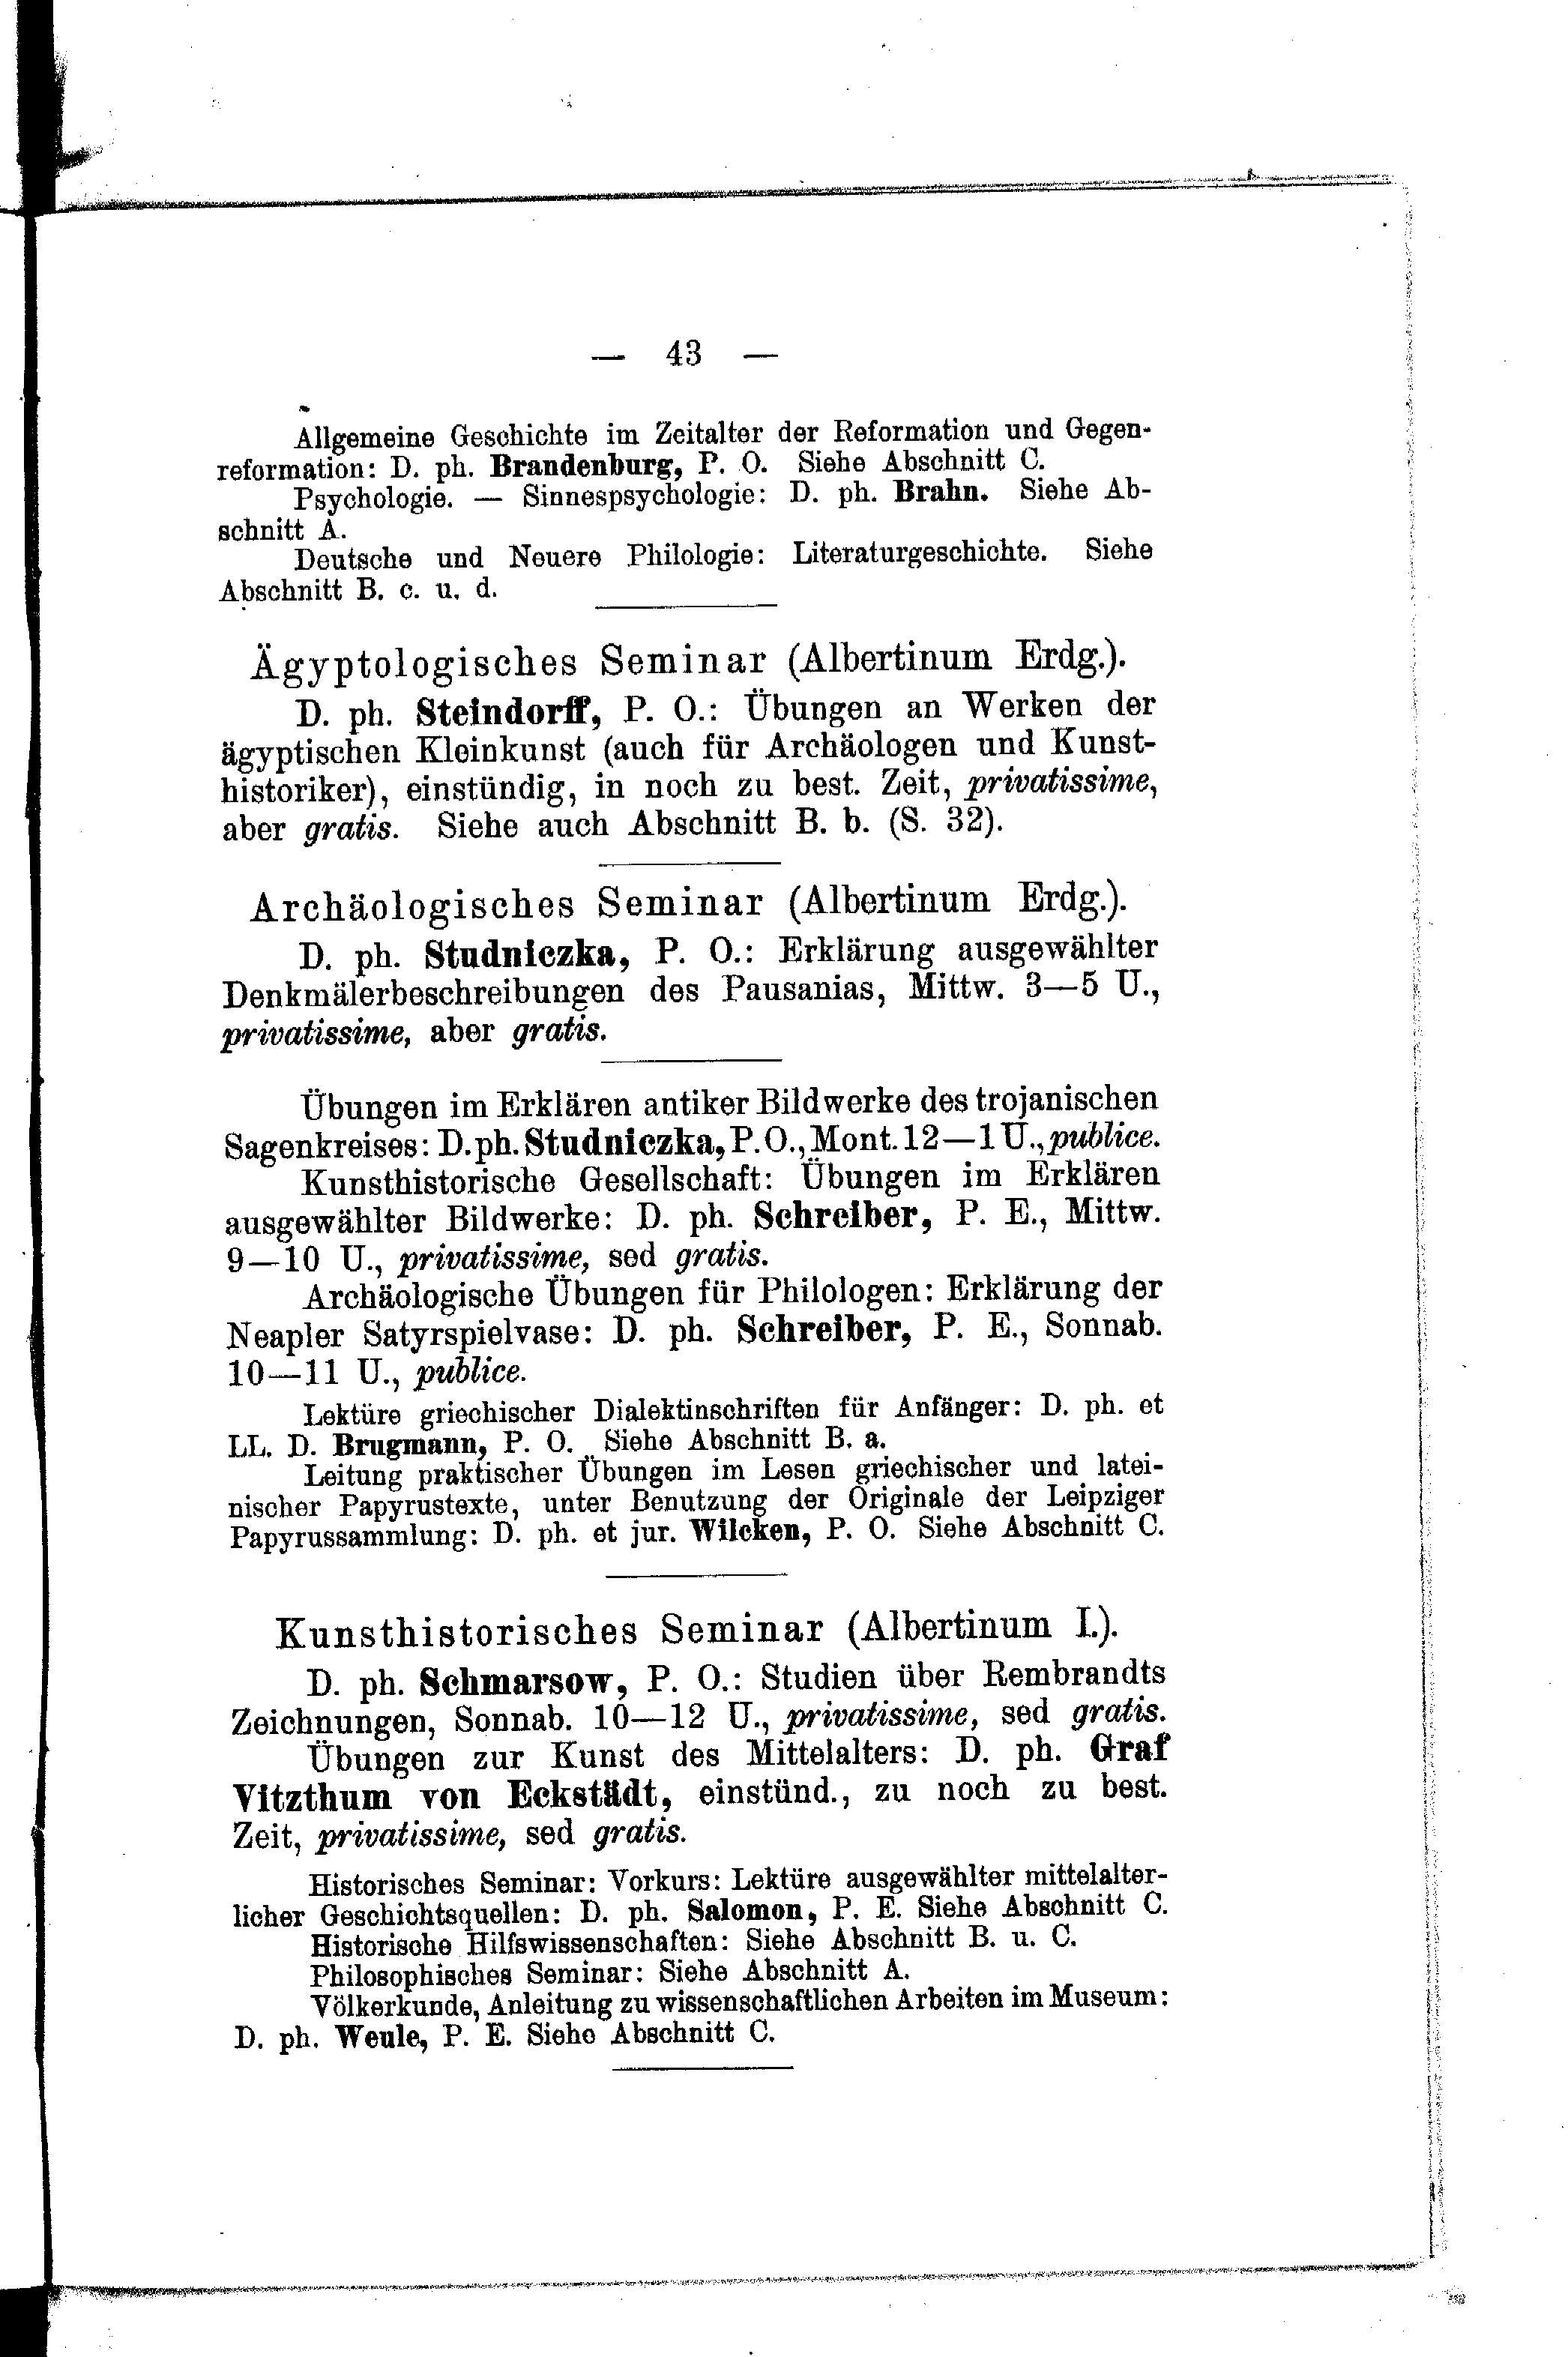 — 43 —
Allgemeine Geschichte im Zeitalter der Reformation und Gegen-
reformation: D. ph. Brandenburg, P. O. Siehe Abschnitt C.
Psychologie. — Sinnespsychologie: D. ph. Brahn. Siehe Ab-
schnitt A.
Deutsche und Neuere Philologie: Literaturgeschichte. Siehe
Abschnitt B. c. u. d.
Ägyptologisches Seminar (Albertinum Erdg.).
D. ph. Steindorff, P. O.: Übungen an Werken der
ägyptischen Kleinkunst (auch für Archäologen und Kunst-
historiker), einstündig, in noch zu best. Zeit, privatissime,
aber gratis. Siehe auch Abschnitt B. b. (S. 32).
Archäologisches Seminar (Albertinum Erdg.).
D. ph. Studniczka, P. O.: Erklärung ausgewählter
Denkmälerbeschreibungen des Pausanias, Mittw. 3—5 U.,
privatissime, aber gratis.
Übungen im Erklären antiker Bildwerke des trojanischen
Sagenkreises: D. ph. Studniczka, P. O., Mont. 12—1 U., publice.
Kunsthistorische Gesellschaft: Übungen im Erklären
ausgewählter Bildwerke: D. ph. Schreiber, P. E., Mittw.
9—10 U., privatissime, sed gratis.
Archäologische Übungen für Philologen: Erklärung der
Neapler Satyrspielvase: D. ph. Schreiber, P. E., Sonnab.
10—11 U., publice.
Lektüre griechischer Dialektinschriften für Anfänger: D. ph. et
LL. D. Brugmann, P. O. Siehe Abschnitt B. a.
Leitung praktischer Übungen im Lesen griechischer und latei-
nischer Papyrustexte, unter Benutzung der Originale der Leipziger
Papyrussammlung: D. ph. et jur. Wilcken, P. O. Siehe Abschnitt C.
Kunsthistorisches Seminar (Albertinum I.).
D. ph. Schmarsow, P. O.: Studien über Rembrandts
Zeichnungen, Sonnab. 10—12 U., privatissime, sed gratis.
Übungen zur Kunst des Mittelalters: D. ph. Graf
Vitzthum von Eckstädt, einstünd., zu noch zu best.
Zeit, privatissime, sed gratis.
Historisches Seminar: Vorkurs: Lektüre ausgewählter mittelalter-
licher Geschichtsquellen: D. ph. Salomon, P. E. Siehe Abschnitt C.
Historische Hilfswissenschaften: Siehe Abschnitt B. u. C.
Philosophisches Seminar: Siehe Abschnitt A.
Völkerkunde, Anleitung zu wissenschaftlichen Arbeiten im Museum:
D. ph. Weule, P. E. Siehe Abschnitt C.